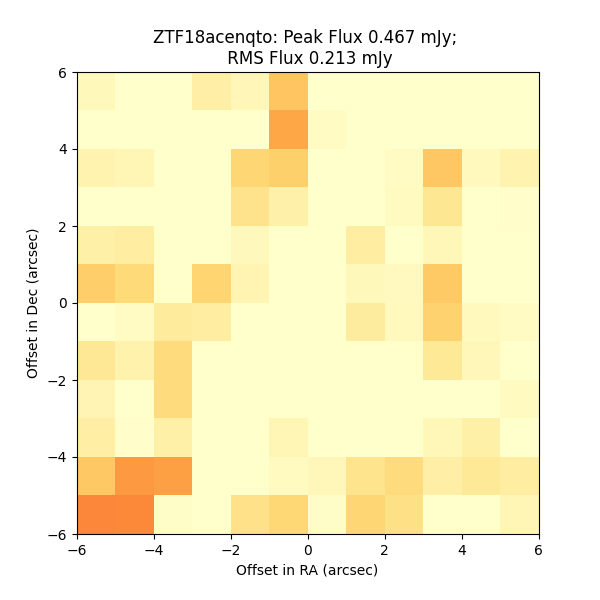 ZTF18acenqto: Peak Flux 0.467 mJy;
RMS Flux 0.213 mJy
6
4
2
0
−2
−4
−6
Offset in Dec (arcsec)
−6 −4 −2 0 2 4 6
Offset in RA (arcsec)